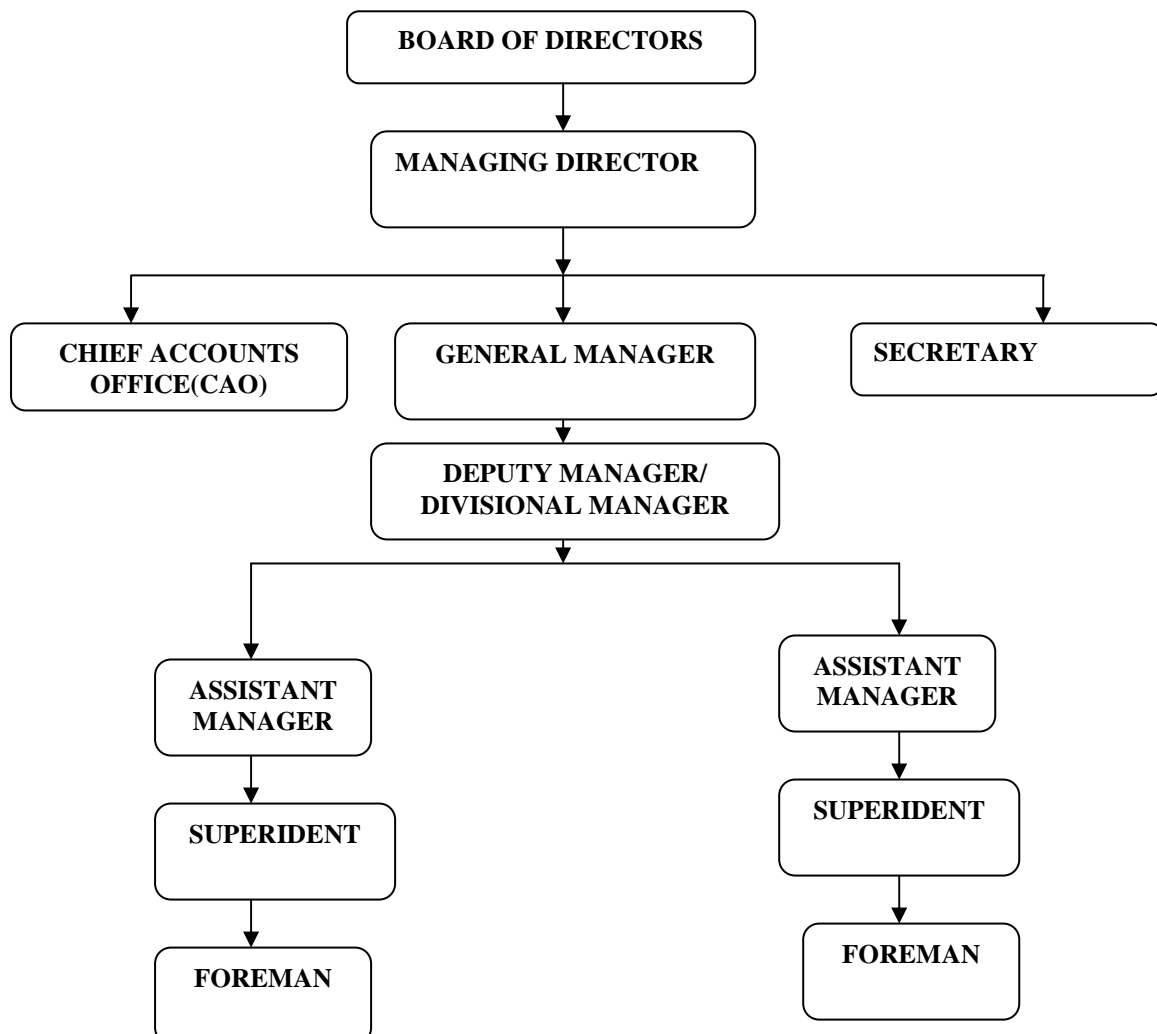 BOARD OF DIRECTORS
MANAGING DIRECTOR
CHIEF ACCOUNTS
OFFICE(CAO)
GENERAL MANAGER
SECRETARY
DEPUTY MANAGER/
DIVISIONAL MANAGER
ASSISTANT
MANAGER
ASSISTANT
MANAGER
SUPERIDENT
SUPERIDENT
FOREMAN
FOREMAN